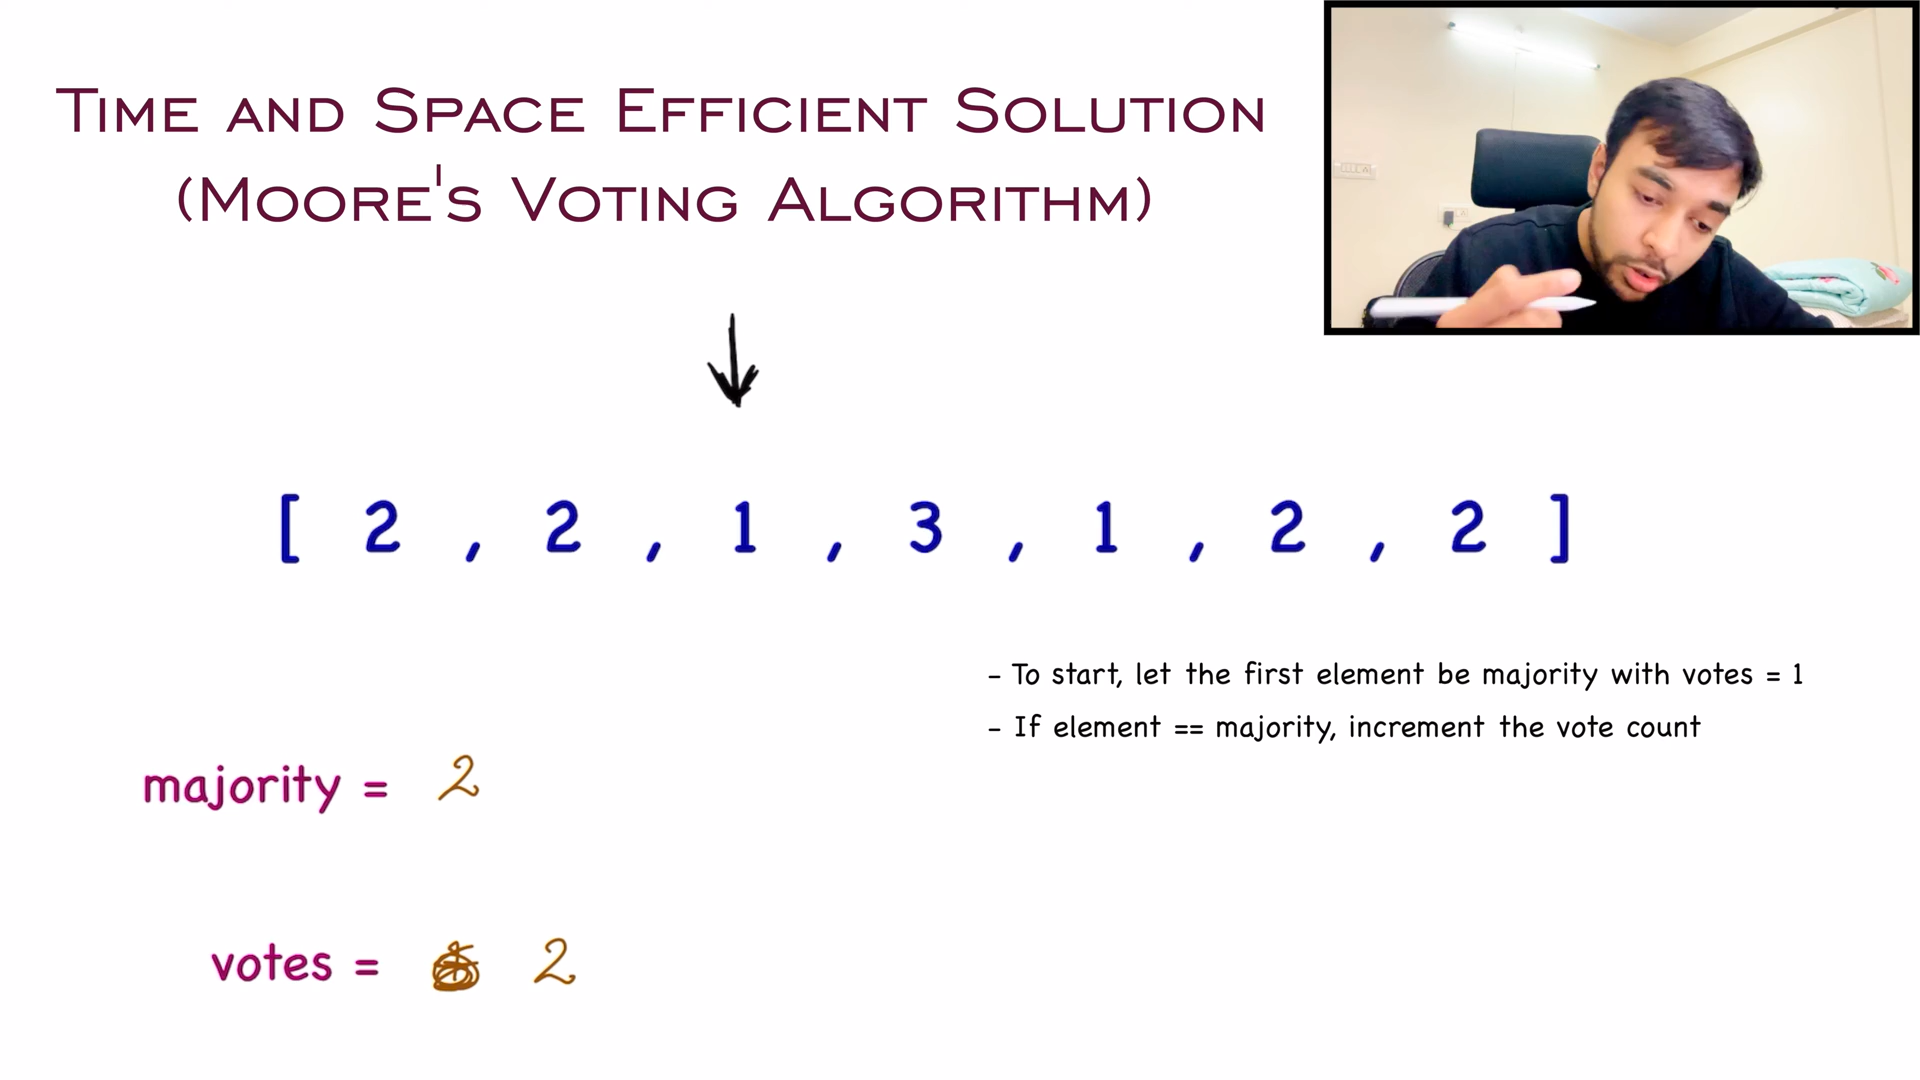 Time and Space Efficient Solution
(Moore's Voting Algorithm)
[ 2 , 2 , 1 , 3 , 1 , 2 , 2 ]
- To start, let the first element be majority with votes = 1
- If element == majority, increment the vote count
majority = 2
votes = 2